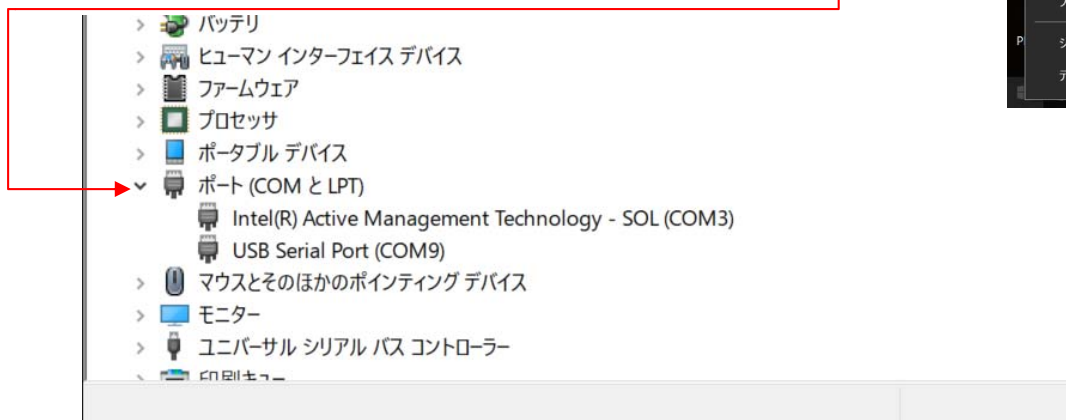 バッテリ
ヒューマン インターフェイス デバイス
ファームウェア
プロセッサ
ポータブル デバイス
ポート (COM と LPT)
Intel(R) Active Management Technology - SOL (COM3)
USB Serial Port (COM9)
マウスとそのほかのポインティング デバイス
モニター
ユニバーサル シリアル バス コントローラー
印刷キュー